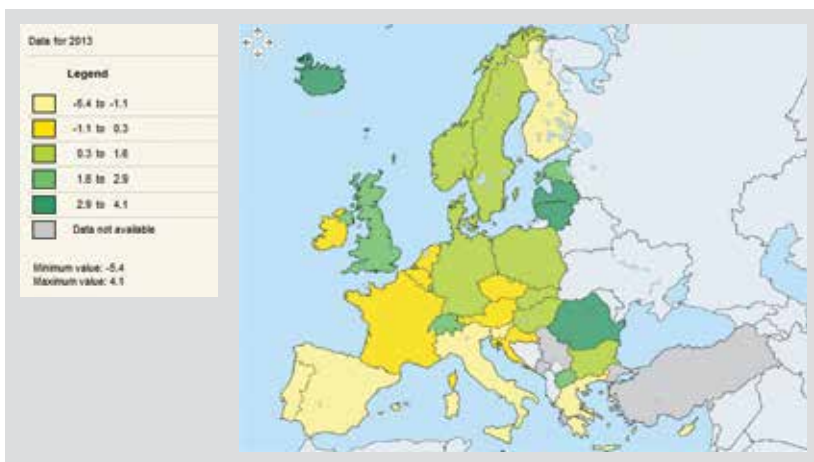 Data for 2013
Legend
-5.4 to -1.1
-1.1 to 0.3
0.3 to 1.6
1.6 to 2.9
2.9 to 4.1
Data not available
Minimum value: -5.4
Maximum value: 4.1